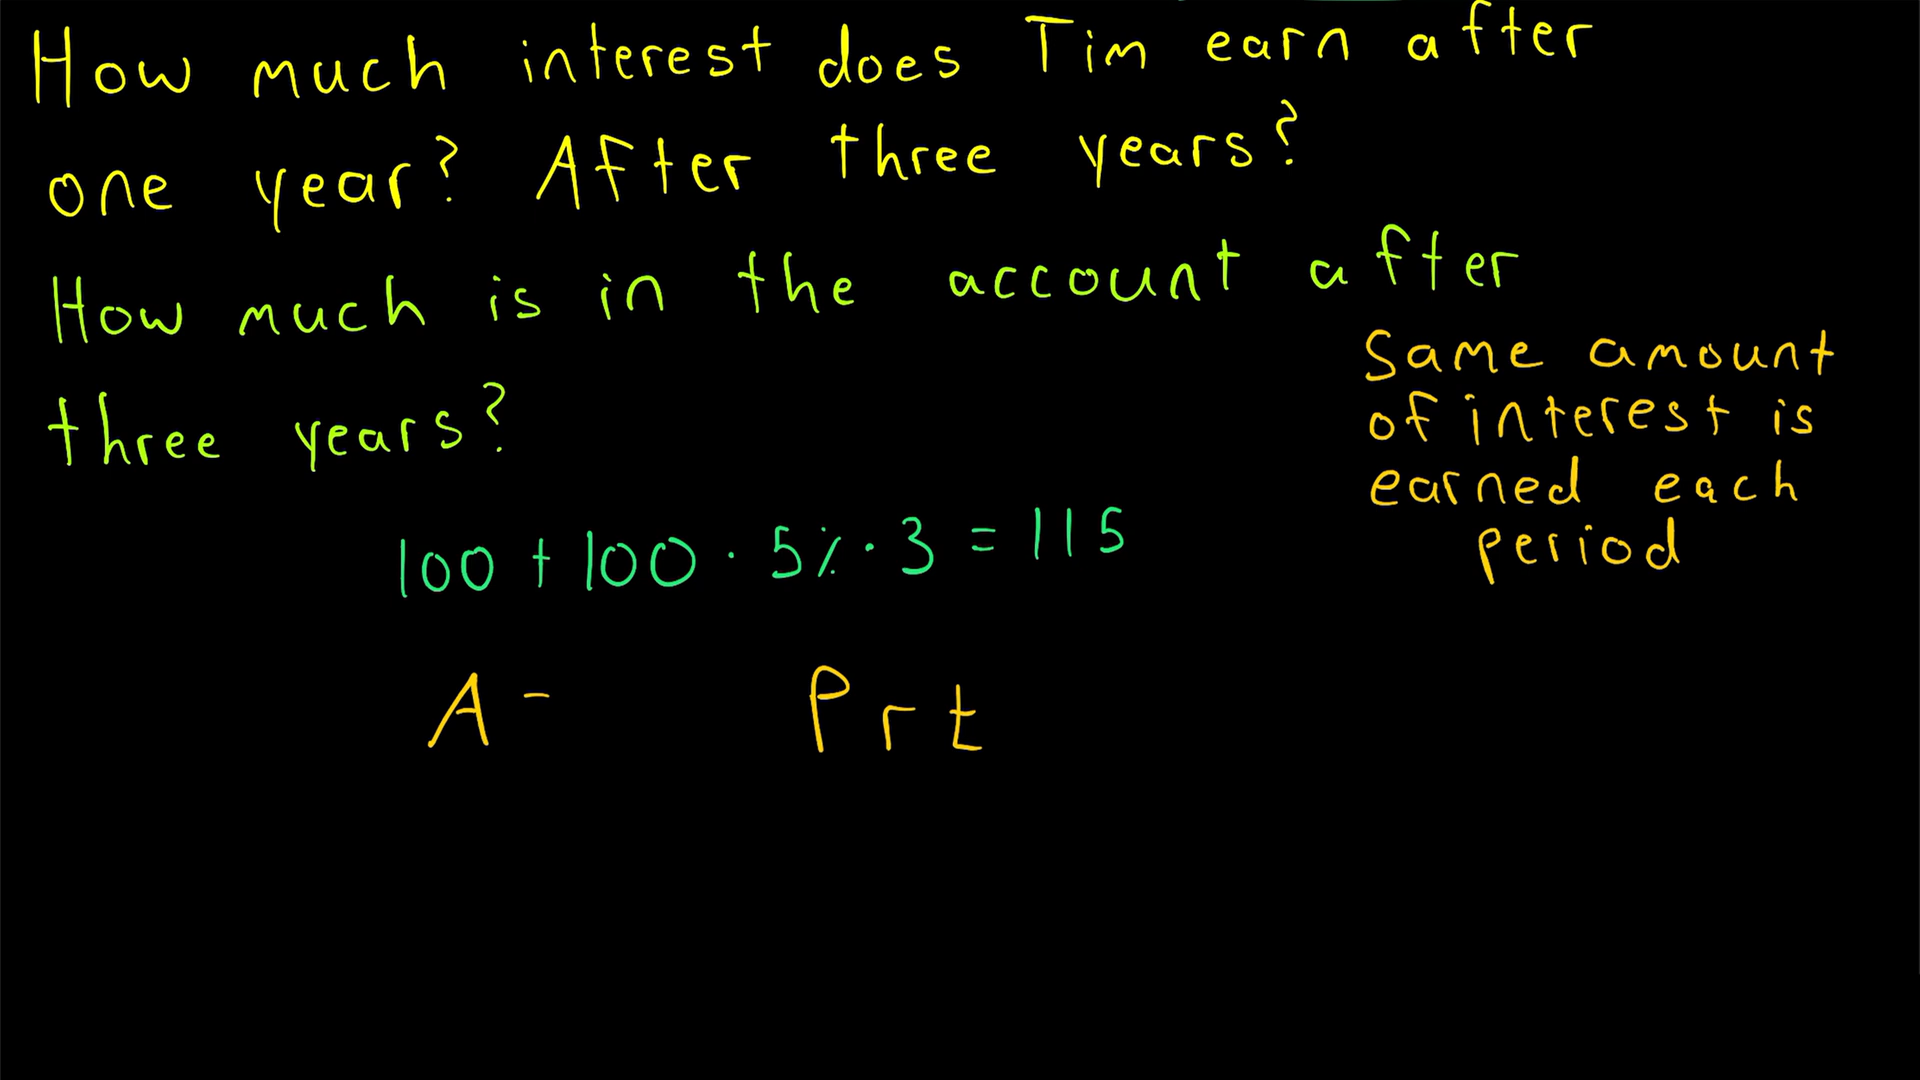 How much interest does Tim earn after
one year? After three years?
How much is in the account after
three years?
Same amount
of interest is
earned each
period
100 + 100 · 5% · 3 = 115
A - Prt